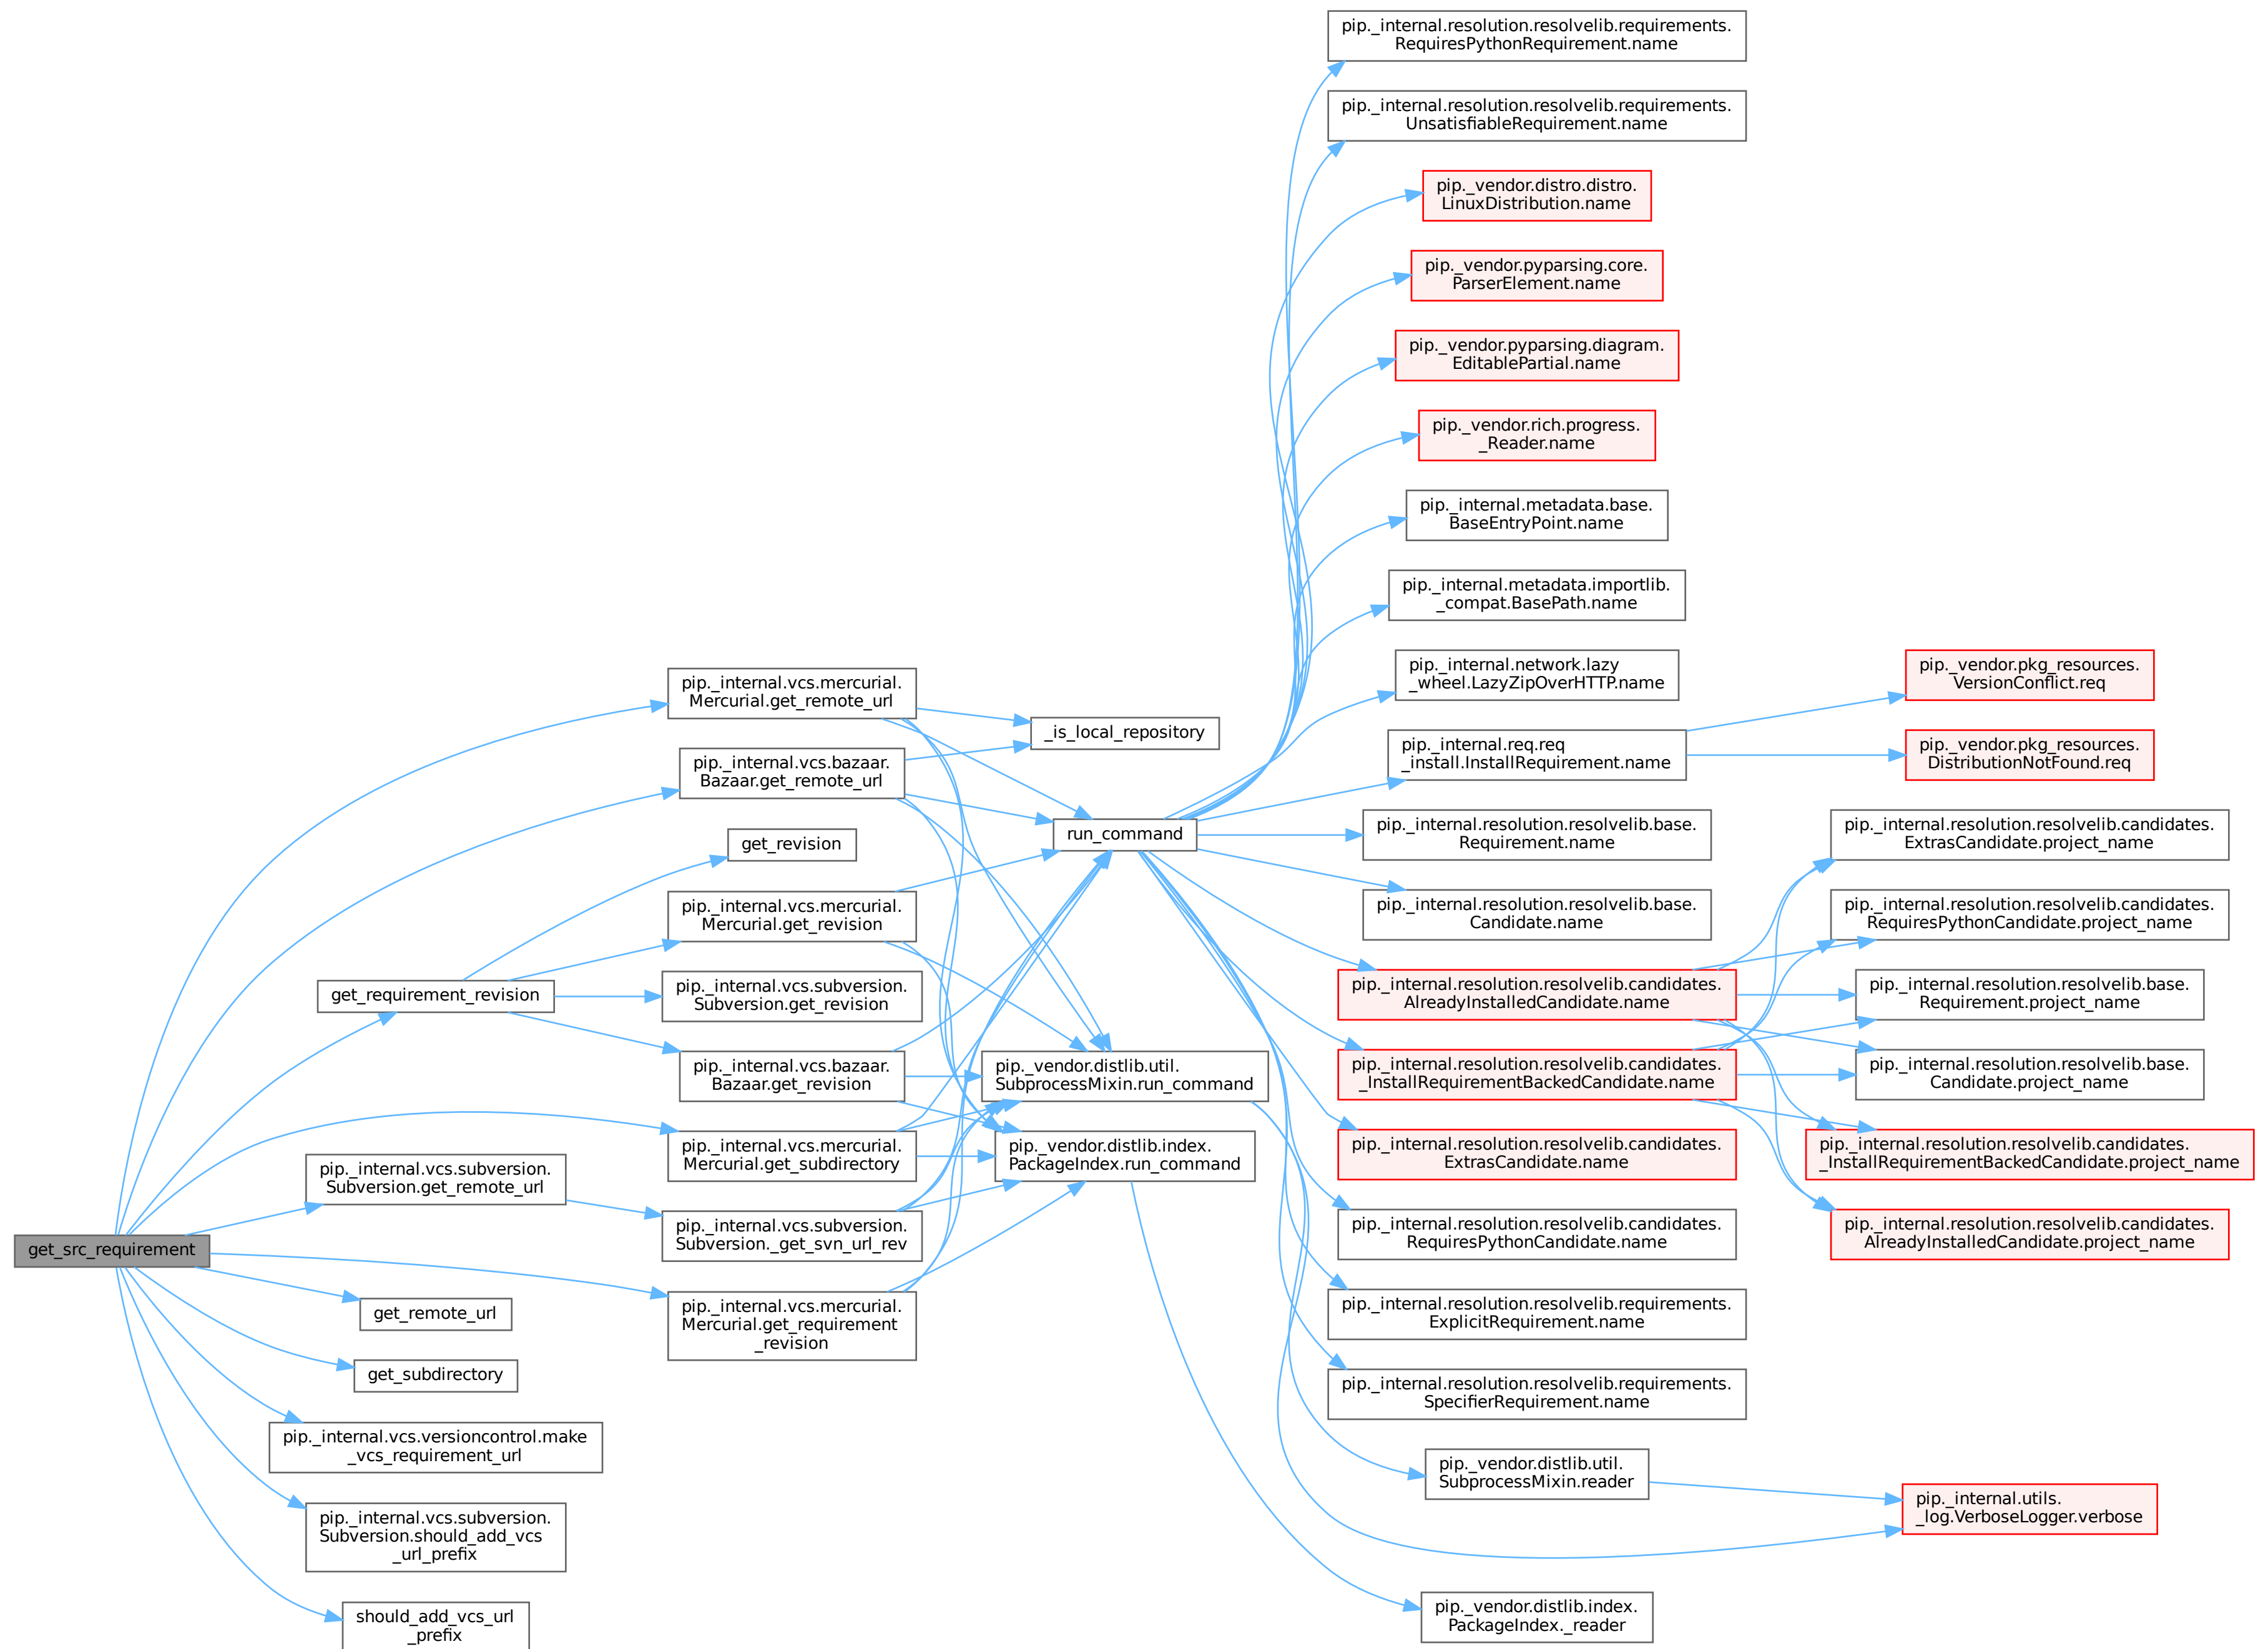 pip._internal.resolution.resolvelib.requirements.
RequiresPythonRequirement.name
pip._internal.resolution.resolvelib.requirements.
UnsatisfiableRequirement.name
pip._vendor.distro.distro.
LinuxDistribution.name
pip._vendor.pyparsing.core.
ParserElement.name
pip._vendor.pyparsing.diagram.
EditablePartial.name
pip._vendor.rich.progress.
_Reader.name
pip._internal.metadata.base.
BaseEntryPoint.name
pip._internal.metadata.importlib.
_compat.BasePath.name
pip._internal.network.lazy
_wheel.LazyZipOverHTTP.name
pip._internal.req.req
_install.InstallRequirement.name
pip._internal.resolution.resolvelib.base.
Requirement.name
pip._internal.resolution.resolvelib.base.
Candidate.name
pip._internal.resolution.resolvelib.candidates.
AlreadyInstalledCandidate.name
pip._internal.resolution.resolvelib.candidates.
_InstallRequirementBackedCandidate.name
pip._internal.resolution.resolvelib.candidates.
ExtrasCandidate.name
pip._internal.resolution.resolvelib.candidates.
RequiresPythonCandidate.name
pip._internal.resolution.resolvelib.requirements.
ExplicitRequirement.name
pip._internal.resolution.resolvelib.requirements.
SpecifierRequirement.name
pip._vendor.distlib.util.
SubprocessMixin.reader
pip._vendor.distlib.index.
PackageIndex._reader
pip._vendor.pkg_resources.
VersionConflict.req
pip._vendor.pkg_resources.
DistributionNotFound.req
pip._internal.resolution.resolvelib.candidates.
ExtrasCandidate.project_name
pip._internal.resolution.resolvelib.candidates.
RequiresPythonCandidate.project_name
pip._internal.resolution.resolvelib.base.
Requirement.project_name
pip._internal.resolution.resolvelib.base.
Candidate.project_name
pip._internal.resolution.resolvelib.candidates.
_InstallRequirementBackedCandidate.project_name
pip._internal.resolution.resolvelib.candidates.
AlreadyInstalledCandidate.project_name
pip._internal.utils.
_log.VerboseLogger.verbose
_is_local_repository
run_command
pip._vendor.distlib.util.
SubprocessMixin.run_command
pip._vendor.distlib.index.
PackageIndex.run_command
pip._internal.vcs.mercurial.
Mercurial.get_remote_url
pip._internal.vcs.bazaar.
Bazaar.get_remote_url
get_revision
pip._internal.vcs.mercurial.
Mercurial.get_revision
pip._internal.vcs.subversion.
Subversion.get_revision
pip._internal.vcs.bazaar.
Bazaar.get_revision
pip._internal.vcs.mercurial.
Mercurial.get_subdirectory
pip._internal.vcs.subversion.
Subversion._get_svn_url_rev
pip._internal.vcs.mercurial.
Mercurial.get_requirement
_revision
get_requirement_revision
pip._internal.vcs.subversion.
Subversion.get_remote_url
get_src_requirement
get_remote_url
get_subdirectory
pip._internal.vcs.versioncontrol.make
_vcs_requirement_url
pip._internal.vcs.subversion.
Subversion.should_add_vcs
_url_prefix
should_add_vcs_url
_prefix